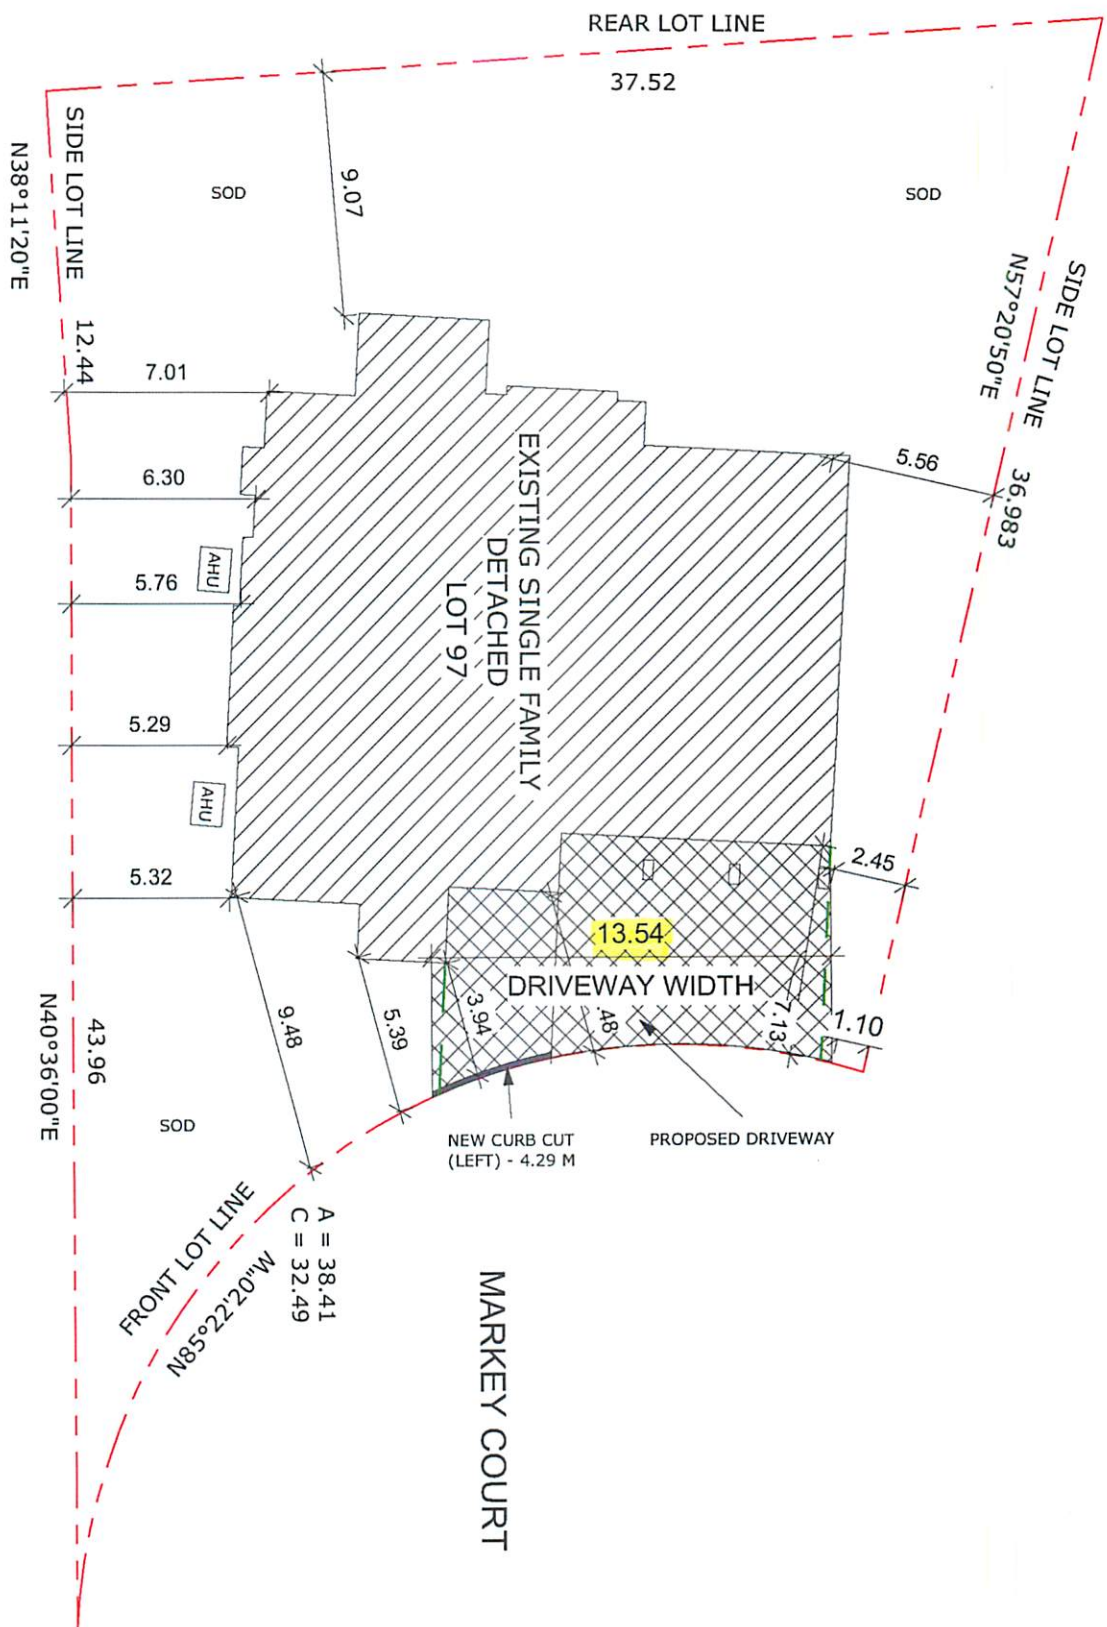 REAR LOT LINE
37.52
SIDE LOT LINE
N38°11'20"E
12.44
SOD
9.07
SOD
SIDE LOT LINE
N57°20'50"E
36.983
7.01
6.30
5.76
5.29
5.32
AHU
AHU
EXISTING SINGLE FAMILY
DETACHED
LOT 97
5.56
2.45
13.54
DRIVEWAY WIDTH
1.10
7.13
.48
3.94
5.39
9.48
43.96
N40°36'00"E
SOD
NEW CURB CUT
(LEFT) - 4.29 M
PROPOSED DRIVEWAY
FRONT LOT LINE
N85°22'20"W
A = 38.41
C = 32.49
MARKEY COURT